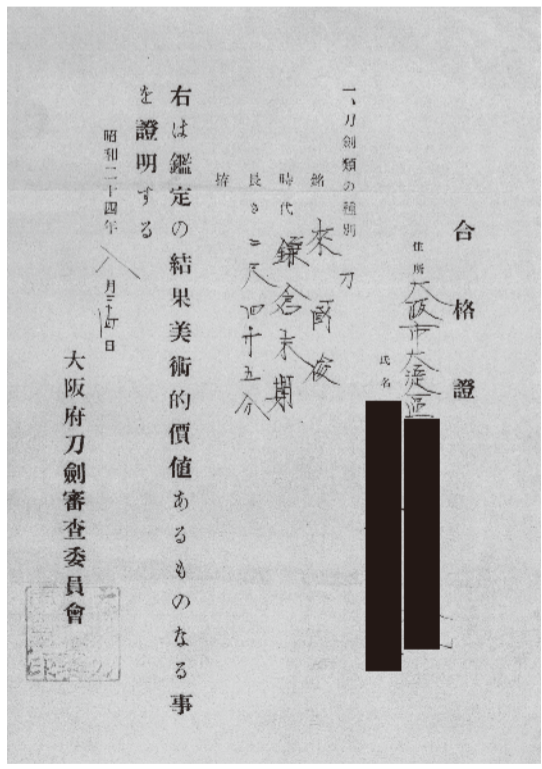 合格證
住所 大阪市大淀區
氏名
一、刀劍類の種別 刀
銘 来國俊
時代 鎌倉末期
長さ 二尺四寸五分
拵
右は鑑定の結果美術的價値あるものなる事
を證明する
昭和二十四年八月 日
大阪府刀劍審査委員會